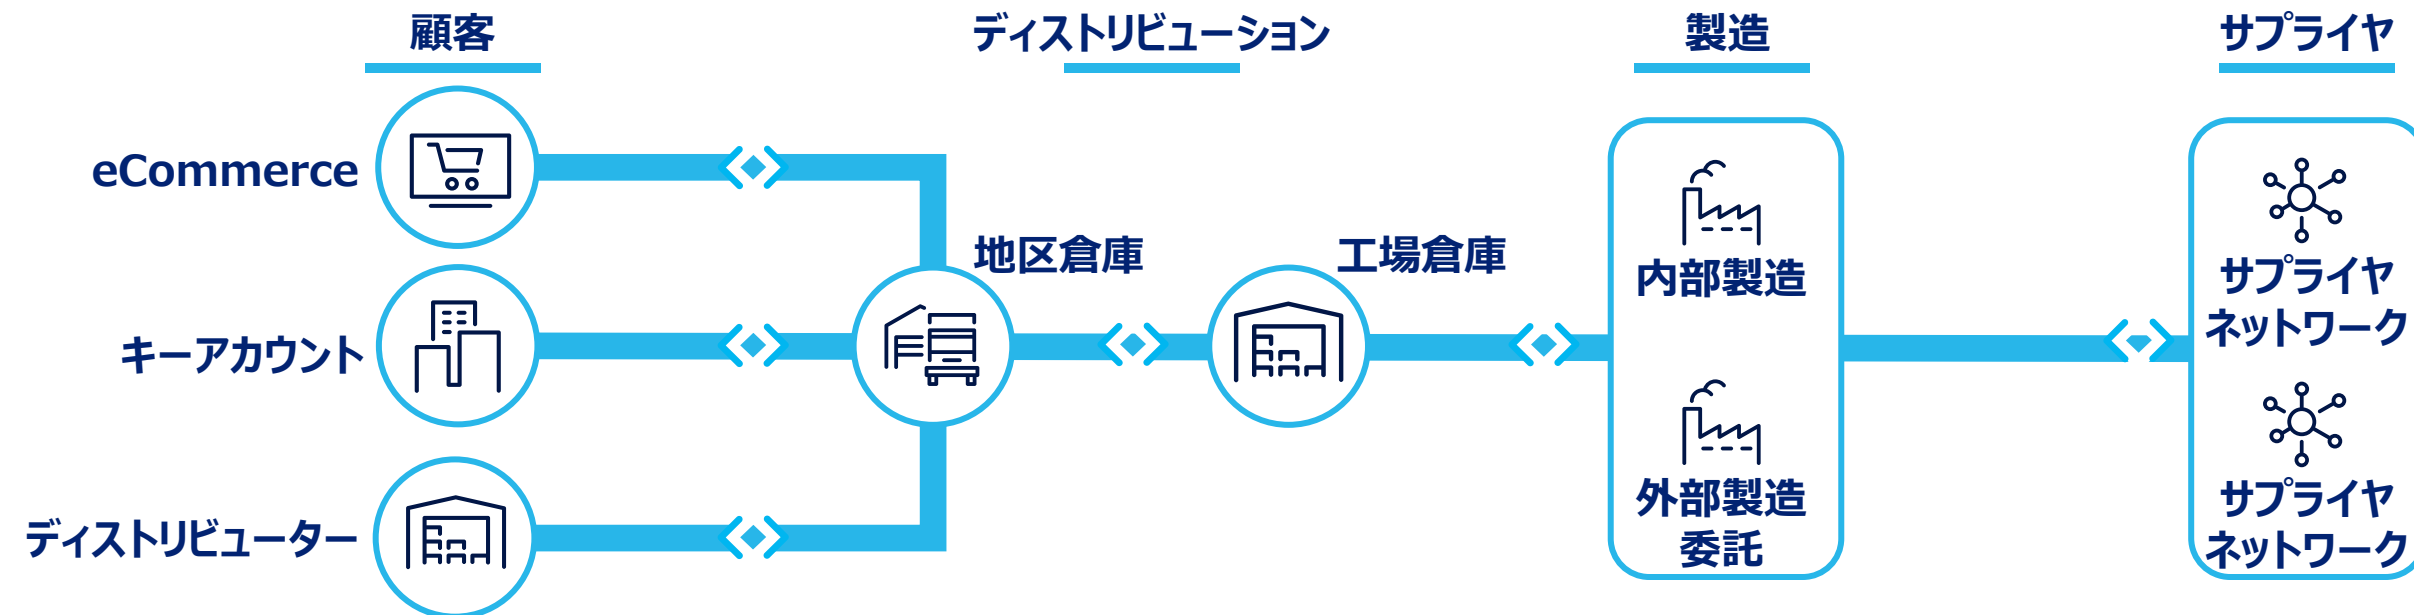 顧客
ディストリビューション
製造
サプライヤ
eCommerce
キーアカウント
ディストリビューター
地区倉庫
工場倉庫
内部製造
外部製造
委託
サプライヤ
ネットワーク
サプライヤ
ネットワーク